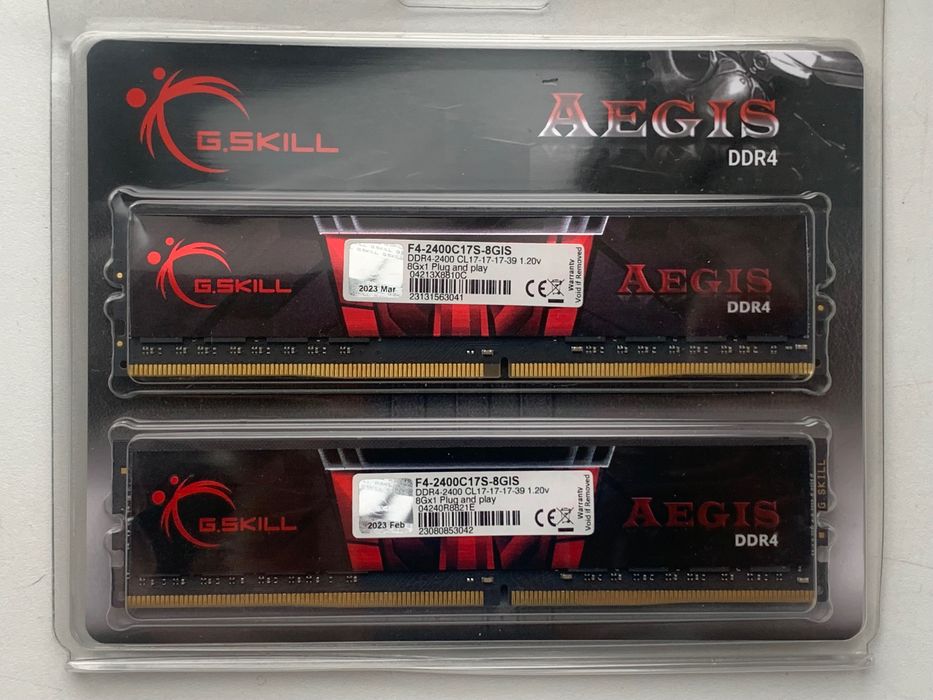 G.SKILL
AEGIS
DDR4
F4-2400C17S-8GIS
DDR4-2400 CL17-17-17-39 1.20v
8Gx1 Plug and play
04213X8810C
2023 Mar
23131563041
CE
Warranty
Void if Removed
G.SKILL
AEGIS
DDR4
F4-2400C17S-8GIS
DDR4-2400 CL17-17-17-39 1.20v
8Gx1 Plug and play
04240R8821E
2023 Feb
23080853042
CE
Warranty
Void if Removed
G.SKILL
AEGIS
DDR4
G SKILL